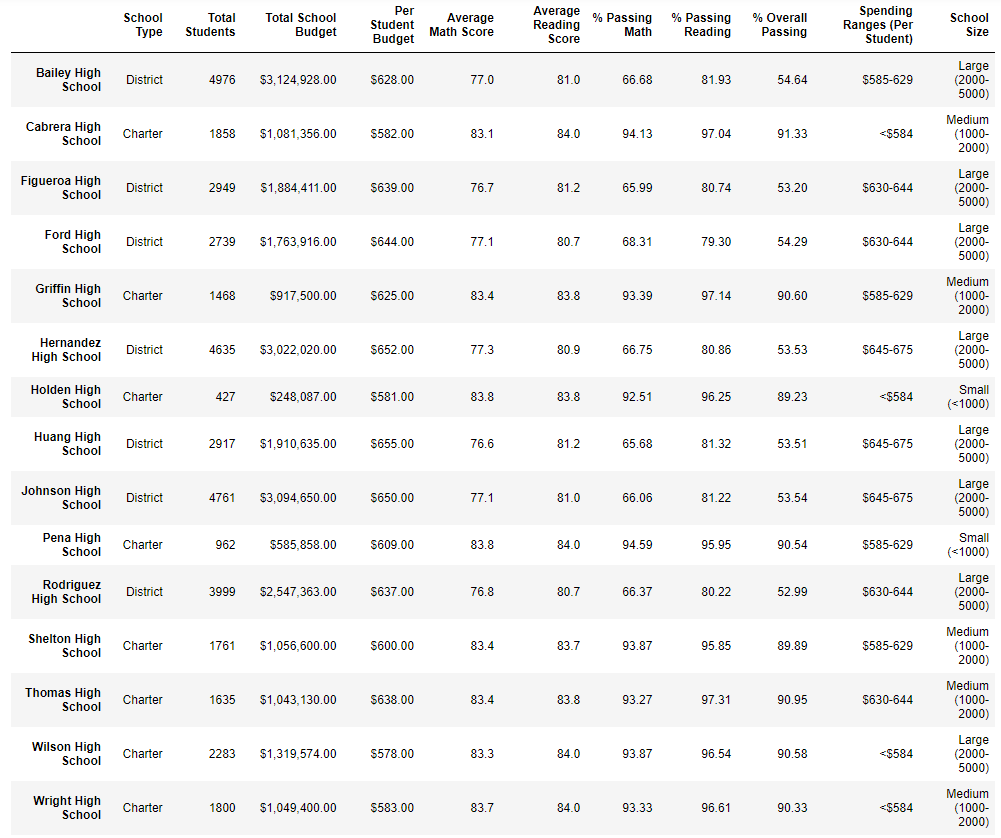 School Type | Total Students | Total School Budget | Per Student Budget | Average Math Score | Average Reading Score | % Passing Math | % Passing Reading | % Overall Passing | Spending Ranges (Per Student) | School Size
Bailey High School | District | 4976 | $3,124,928.00 | $628.00 | 77.0 | 81.0 | 66.68 | 81.93 | 54.64 | $585-629 | Large (2000-5000)
Cabrera High School | Charter | 1858 | $1,081,356.00 | $582.00 | 83.1 | 84.0 | 94.13 | 97.04 | 91.33 | <$584 | Medium (1000-2000)
Figueroa High School | District | 2949 | $1,884,411.00 | $639.00 | 76.7 | 81.2 | 65.99 | 80.74 | 53.20 | $630-644 | Large (2000-5000)
Ford High School | District | 2739 | $1,763,916.00 | $644.00 | 77.1 | 80.7 | 68.31 | 79.30 | 54.29 | $630-644 | Large (2000-5000)
Griffin High School | Charter | 1468 | $917,500.00 | $625.00 | 83.4 | 83.8 | 93.39 | 97.14 | 90.60 | $585-629 | Medium (1000-2000)
Hernandez High School | District | 4635 | $3,022,020.00 | $652.00 | 77.3 | 80.9 | 66.75 | 80.86 | 53.53 | $645-675 | Large (2000-5000)
Holden High School | Charter | 427 | $248,087.00 | $581.00 | 83.8 | 83.8 | 92.51 | 96.25 | 89.23 | <$584 | Small (<1000)
Huang High School | District | 2917 | $1,910,635.00 | $655.00 | 76.6 | 81.2 | 65.68 | 81.32 | 53.51 | $645-675 | Large (2000-5000)
Johnson High School | District | 4761 | $3,094,650.00 | $650.00 | 77.1 | 81.0 | 66.06 | 81.22 | 53.54 | $645-675 | Large (2000-5000)
Pena High School | Charter | 962 | $585,858.00 | $609.00 | 83.8 | 84.0 | 94.59 | 95.95 | 90.54 | $585-629 | Small (<1000)
Rodriguez High School | District | 3999 | $2,547,363.00 | $637.00 | 76.8 | 80.7 | 66.37 | 80.22 | 52.99 | $630-644 | Large (2000-5000)
Shelton High School | Charter | 1761 | $1,056,600.00 | $600.00 | 83.4 | 83.7 | 93.87 | 95.85 | 89.89 | $585-629 | Medium (1000-2000)
Thomas High School | Charter | 1635 | $1,043,130.00 | $638.00 | 83.4 | 83.8 | 93.27 | 97.31 | 90.95 | $630-644 | Medium (1000-2000)
Wilson High School | Charter | 2283 | $1,319,574.00 | $578.00 | 83.3 | 84.0 | 93.87 | 96.54 | 90.58 | <$584 | Large (2000-5000)
Wright High School | Charter | 1800 | $1,049,400.00 | $583.00 | 83.7 | 84.0 | 93.33 | 96.61 | 90.33 | <$584 | Medium (1000-2000)